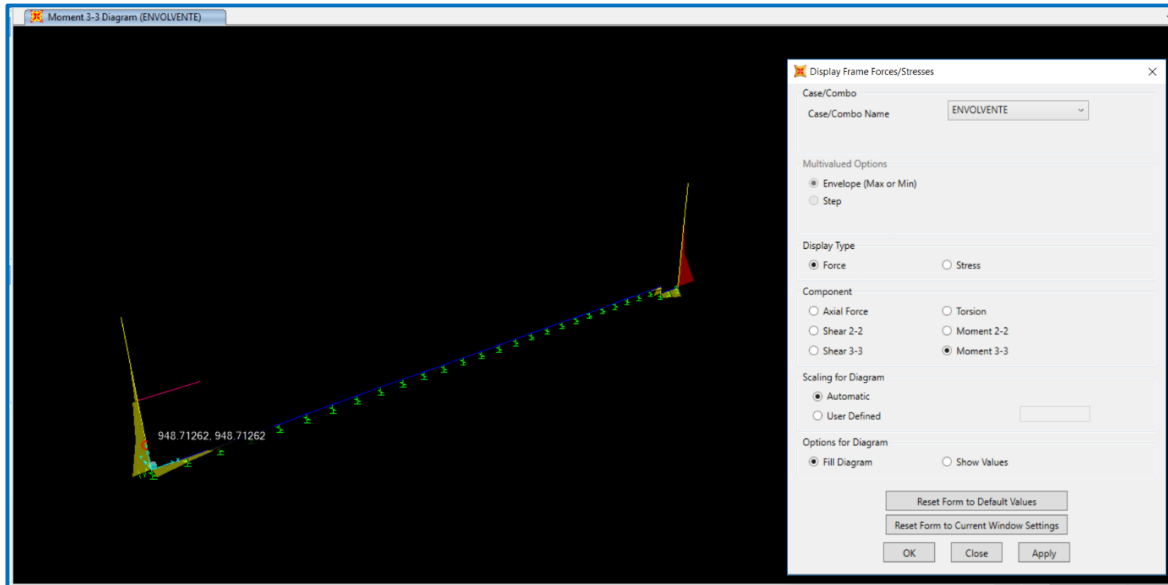 Moment 3-3 Diagram (ENVOLVENTE)
948.71262, 948.71262
Display Frame Forces/Stresses
Case/Combo
Case/Combo Name
ENVOLVENTE
Multivalued Options
Envelope (Max or Min)
Step
Display Type
Force
Stress
Component
Axial Force
Torsion
Shear 2-2
Moment 2-2
Shear 3-3
Moment 3-3
Scaling for Diagram
Automatic
User Defined
Options for Diagram
Fill Diagram
Show Values
Reset Form to Default Values
Reset Form to Current Window Settings
OK
Close
Apply